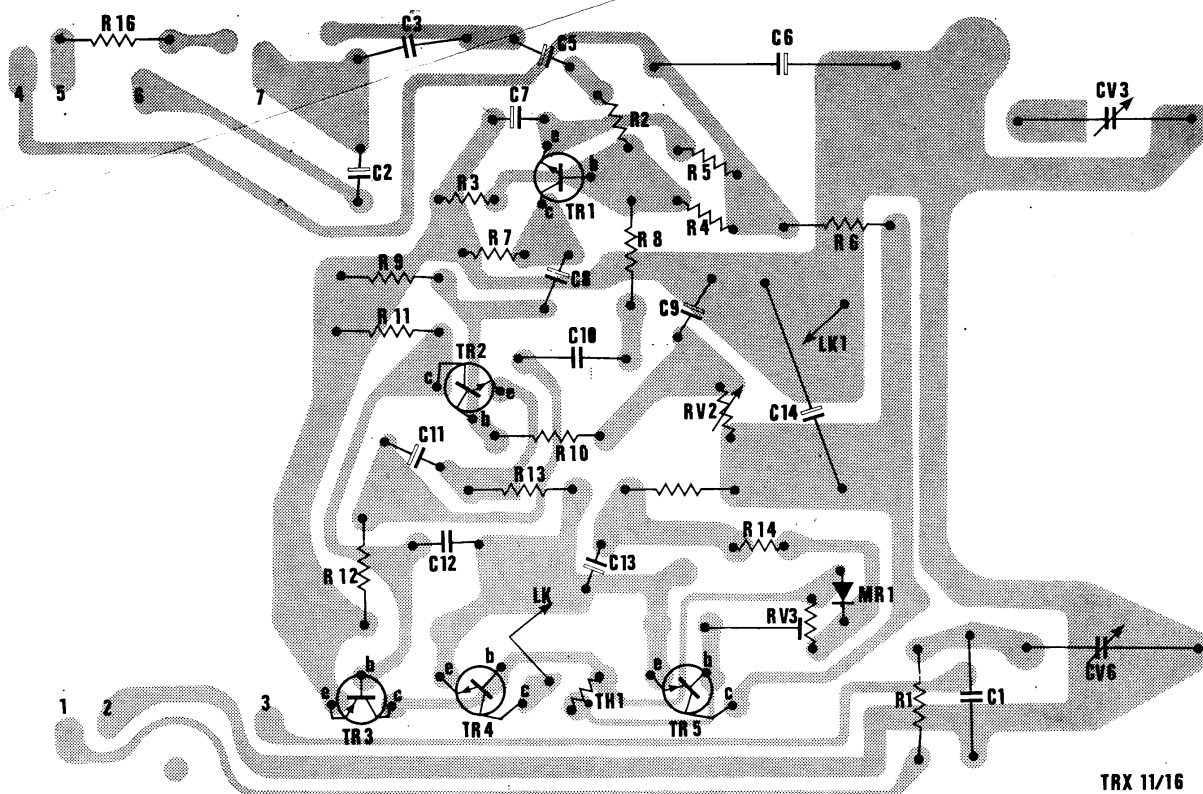 R16
C3
C5
C6
4
5
6
7
CV3
C7
R2
e
b
c
TR1
C2
R5
R3
R4
R7
R8
R6
R9
C8
C9
R11
C10
LK1
TR2
c
e
b
RV2
C14
C11
R10
R13
R14
R12
C12
C13
LK
MR1
RV3
b
e
c
TR3
e
b
c
TR4
TH1
e
b
c
TR5
CV6
R1
C1
1
2
3
TRX 11/16